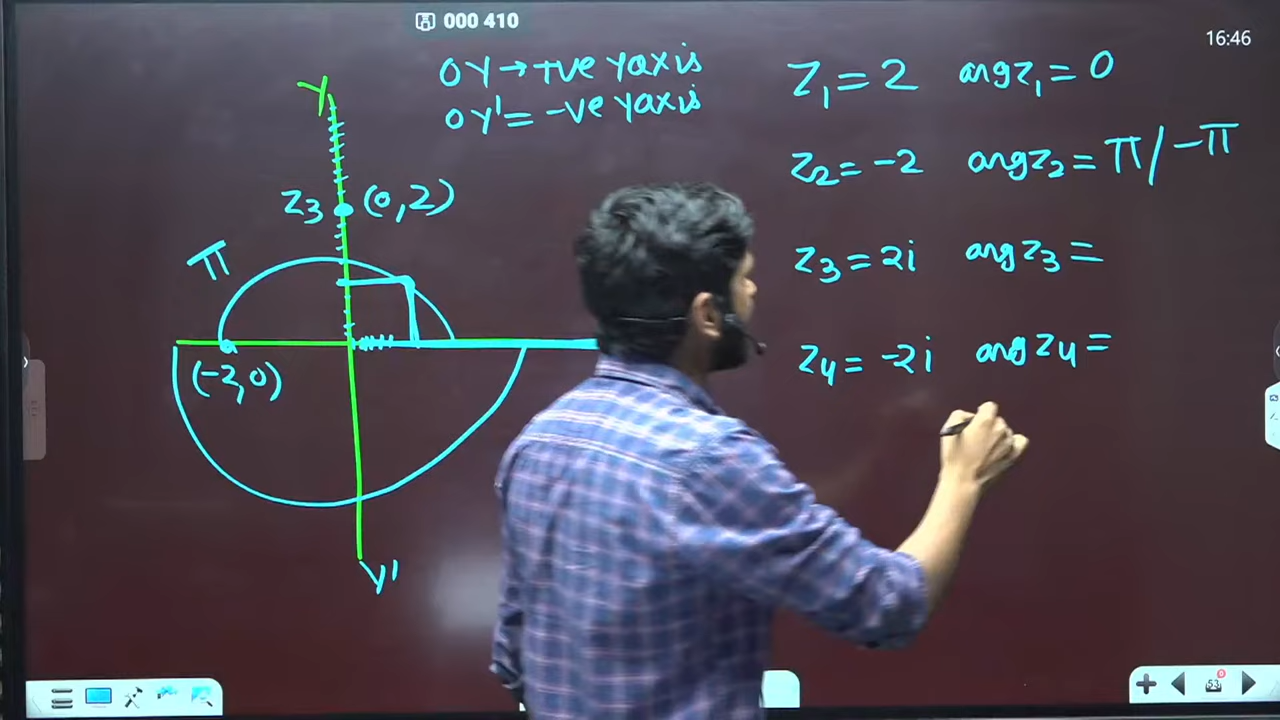 000 410
16:46
OY→+ve Yaxis
OY'= -ve Yaxis
Y
Z3 (0,2)
π
(-2,0)
Y'
Z1 = 2 argz1 = 0
Z2 = -2 argz2 = π/-π
Z3 = 2i argz3 =
Z4 = -2i argz4 =
53